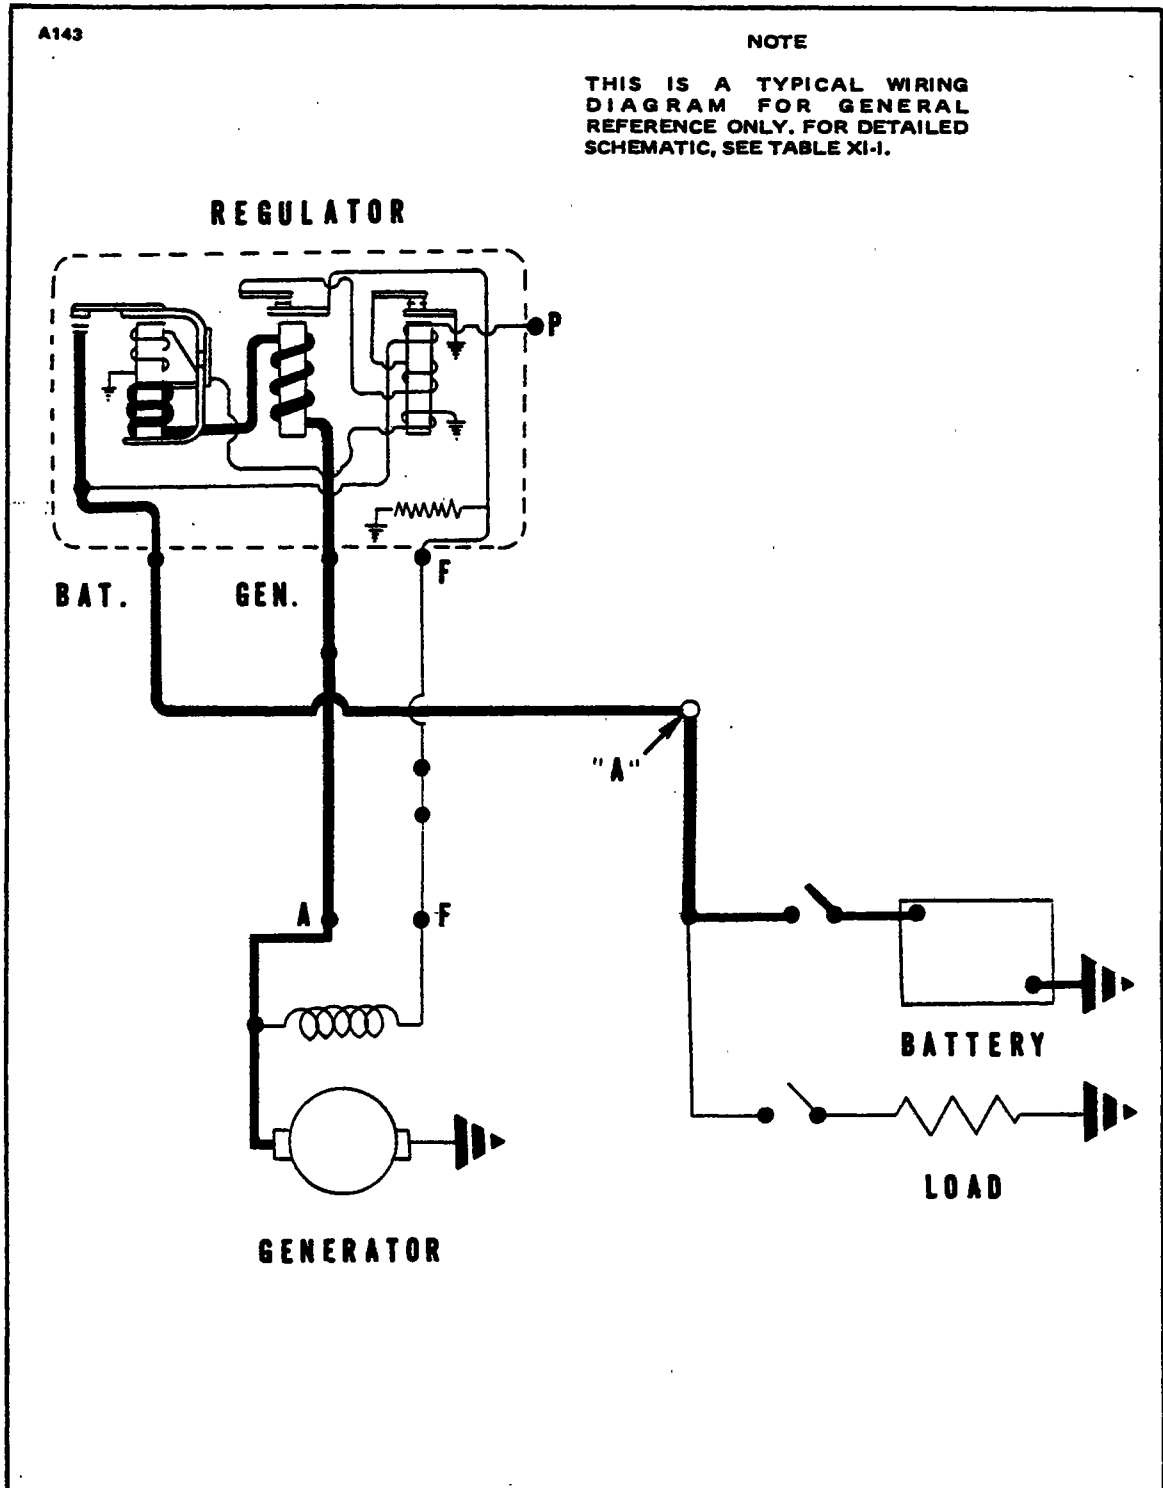 A143
NOTE
THIS IS A TYPICAL WIRING
DIAGRAM FOR GENERAL
REFERENCE ONLY. FOR DETAILED
SCHEMATIC, SEE TABLE XI-I.
REGULATOR
P
F
BAT.
GEN.
"A"
A
F
BATTERY
LOAD
GENERATOR